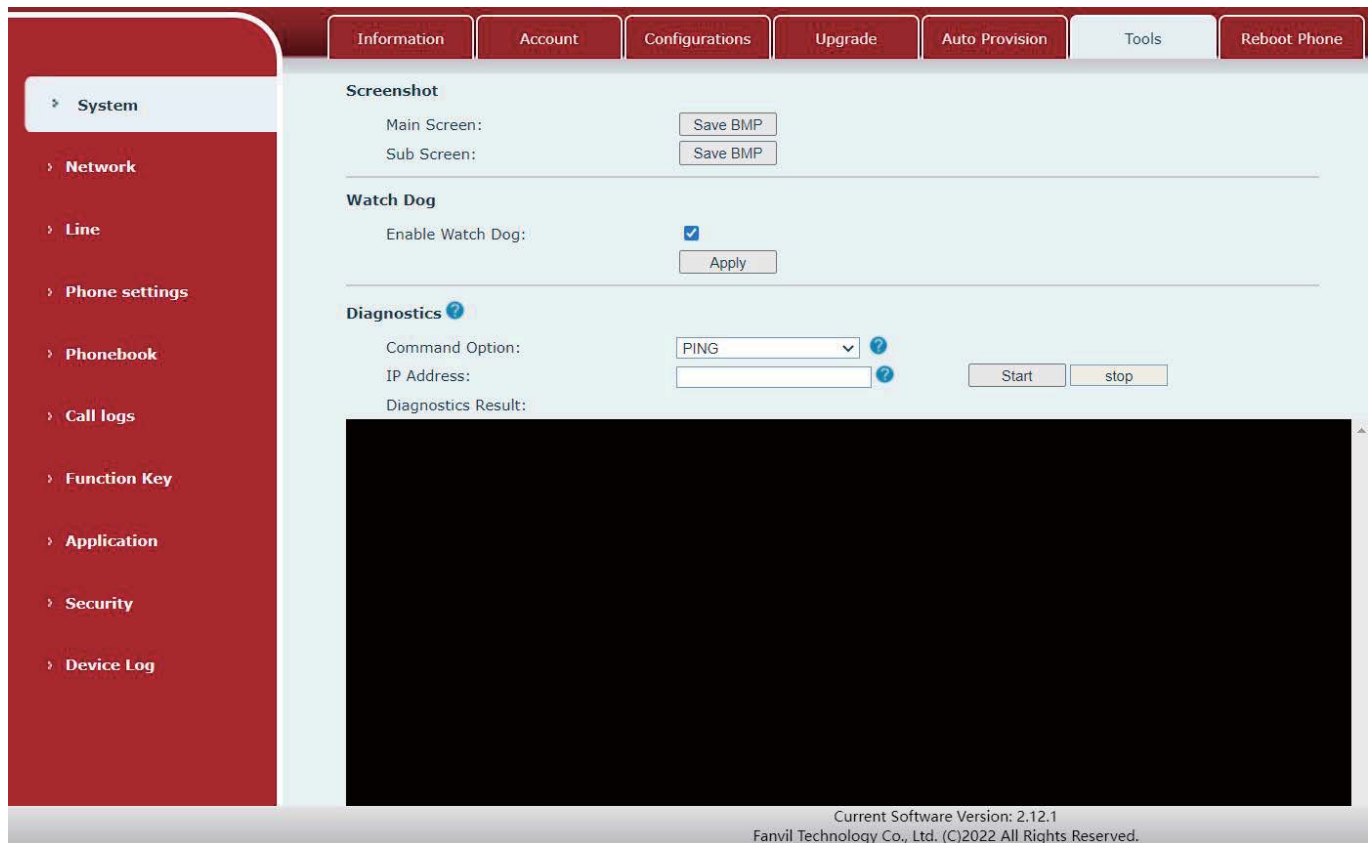 Information Account Configurations Upgrade Auto Provision Tools Reboot Phone
System
Network
Line
Phone settings
Phonebook
Call logs
Function Key
Application
Security
Device Log
Screenshot
Main Screen: Save BMP
Sub Screen: Save BMP
Watch Dog
Enable Watch Dog:
Apply
Diagnostics ?
Command Option: PING ?
IP Address: ? Start stop
Diagnostics Result:
Current Software Version: 2.12.1
Fanvil Technology Co., Ltd. (C)2022 All Rights Reserved.